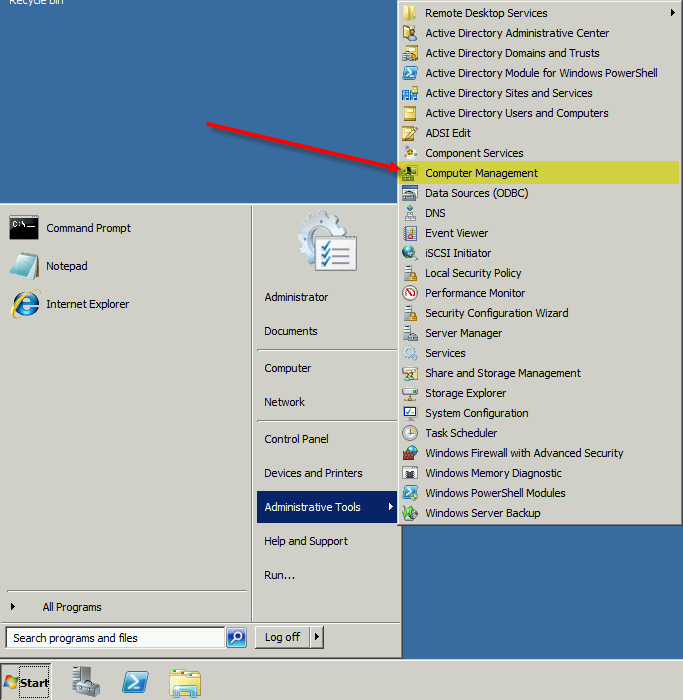 Recycle Bin
Remote Desktop Services
Active Directory Administrative Center
Active Directory Domains and Trusts
Active Directory Module for Windows PowerShell
Active Directory Sites and Services
Active Directory Users and Computers
ADSI Edit
Component Services
Computer Management
Data Sources (ODBC)
DNS
Event Viewer
iSCSI Initiator
Local Security Policy
Performance Monitor
Security Configuration Wizard
Server Manager
Services
Share and Storage Management
Storage Explorer
System Configuration
Task Scheduler
Windows Firewall with Advanced Security
Windows Memory Diagnostic
Windows PowerShell Modules
Windows Server Backup
Command Prompt
Notepad
Internet Explorer
Administrator
Documents
Computer
Network
Control Panel
Devices and Printers
Administrative Tools
Help and Support
Run...
All Programs
Search programs and files
Log off
Start